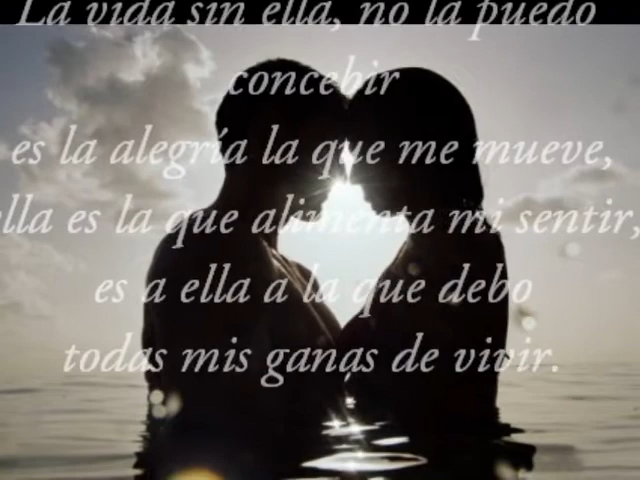 La vida sin ella, no la puedo
concebir
es la alegría la que me mueve,
ella es la que alimenta mi sentir,
es a ella a la que debo
todas mis ganas de vivir.